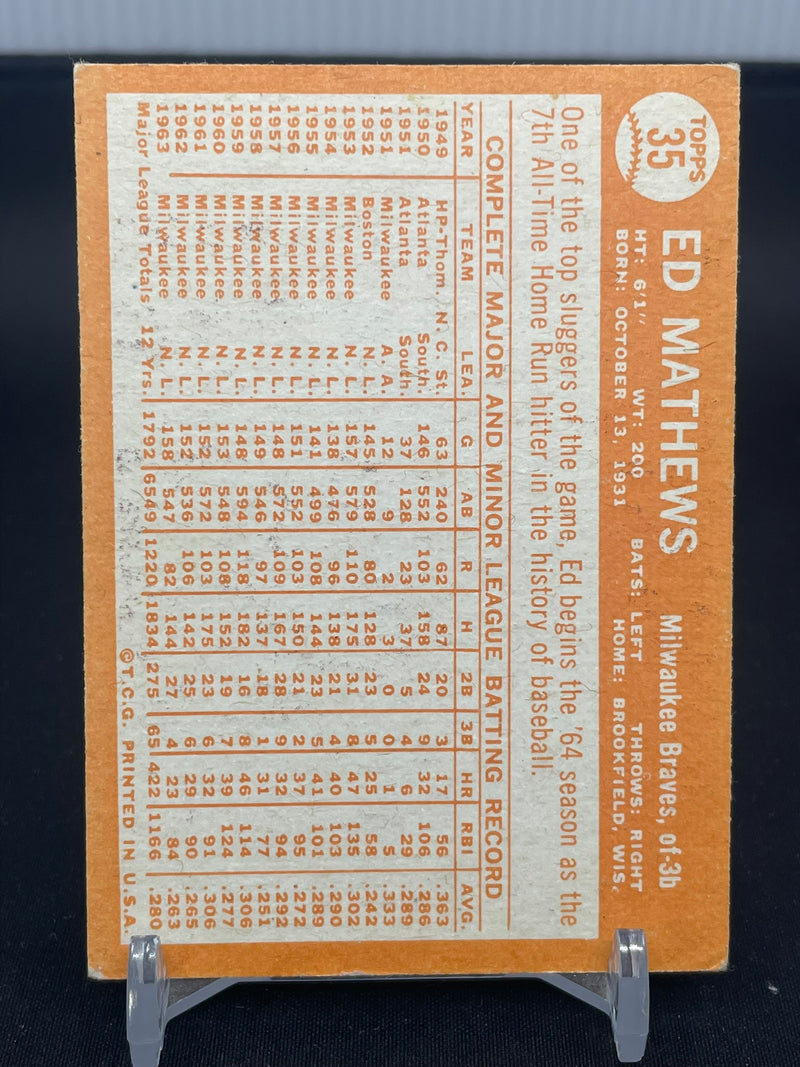 TOPPS
35
ED MATHEWS Milwaukee Braves, of-3b
HT: 6'1" WT: 200 BATS: LEFT THROWS: RIGHT
BORN: OCTOBER 13, 1931 HOME: BROOKFIELD, WIS.
One of the top sluggers of the game, Ed begins the '64 season as the
7th All-Time Home Run hitter in the history of baseball.
COMPLETE MAJOR AND MINOR LEAGUE BATTING RECORD
YEAR TEAM LEA. G AB R H 2B 3B HR RBI AVG.
1949 HP-Thom. N. C. St. 63 240 62 87 20 3 17 56 .363
1950 Atlanta South. 146 552 103 158 24 9 32 106 .286
1951 Atlanta South. 37 128 23 37 5 4 6 29 .289
1951 Milwaukee A. A. 12 9 2 3 0 1 5 .333
1952 Boston N. L. 145 528 80 128 23 5 25 58 .242
1953 Milwaukee N. L. 157 579 110 175 31 8 47 135 .302
1954 Milwaukee N. L. 138 476 96 138 21 4 40 103 .290
1955 Milwaukee N. L. 141 499 108 144 23 5 41 101 .289
1956 Milwaukee N. L. 151 552 103 150 21 2 37 95 .272
1957 Milwaukee N. L. 148 572 109 167 28 9 32 94 .292
1958 Milwaukee N. L. 149 546 97 137 18 1 31 77 .251
1959 Milwaukee N. L. 148 594 118 182 16 8 46 114 .306
1960 Milwaukee N. L. 153 548 108 152 19 7 39 124 .277
1961 Milwaukee N. L. 152 572 103 175 23 6 32 91 .306
1962 Milwaukee N. L. 152 536 106 142 25 6 29 90 .265
1963 Milwaukee N. L. 158 547 82 144 27 4 23 84 .263
Major League Totals 12 Yrs. 1792 6549 1220 1834 275 65 422 1166 .280
©T.C.G. PRINTED IN U.S.A.